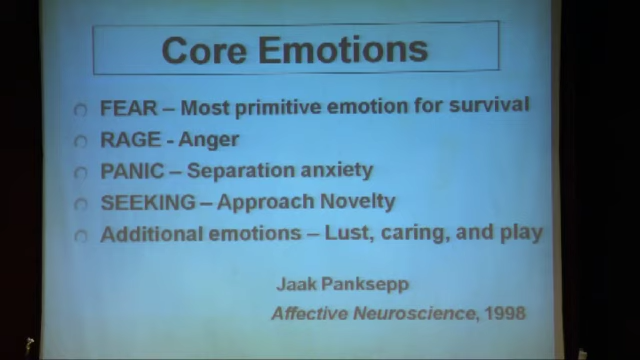 Core Emotions
FEAR – Most primitive emotion for survival
RAGE - Anger
PANIC – Separation anxiety
SEEKING – Approach Novelty
Additional emotions – Lust, caring, and play
Jaak Panksepp
Affective Neuroscience, 1998